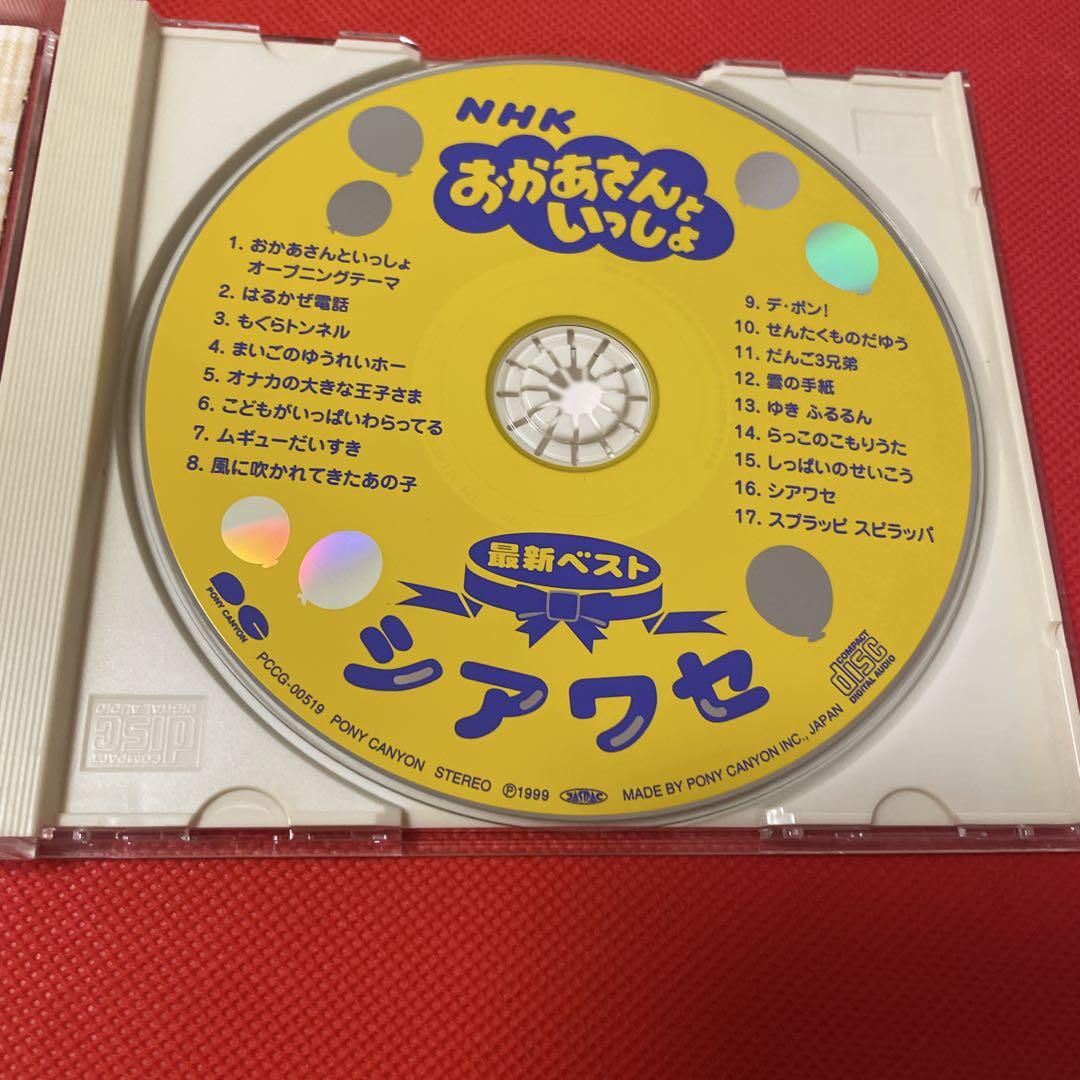 NHK
おかあさんと
いっしょ
1. おかあさんといっしょ
オープニングテーマ
2. はるかぜ電話
3. もぐらトンネル
4. まいごのゆうれいホー
5. オナカの大きな王子さま
6. こどもがいっぱいわらってる
7. ムギューだいすき
8. 風に吹かれてきたあの子
9. デ・ポン!
10. せんたくものだゆう
11. だんご3兄弟
12. 雲の手紙
13. ゆき ふるるん
14. らっこのこもりうた
15. しっぱいのせいこう
16. シアワセ
17. スプラッピ スピラッパ
最新ベスト
シアワセ
PONY CANYON
PCCG-00519 PONY CANYON STEREO ℗1999 JASRAC MADE BY PONY CANYON INC., JAPAN
COMPACT
disc
DIGITAL AUDIO
COMPACT
disc
DIGITAL AUDIO